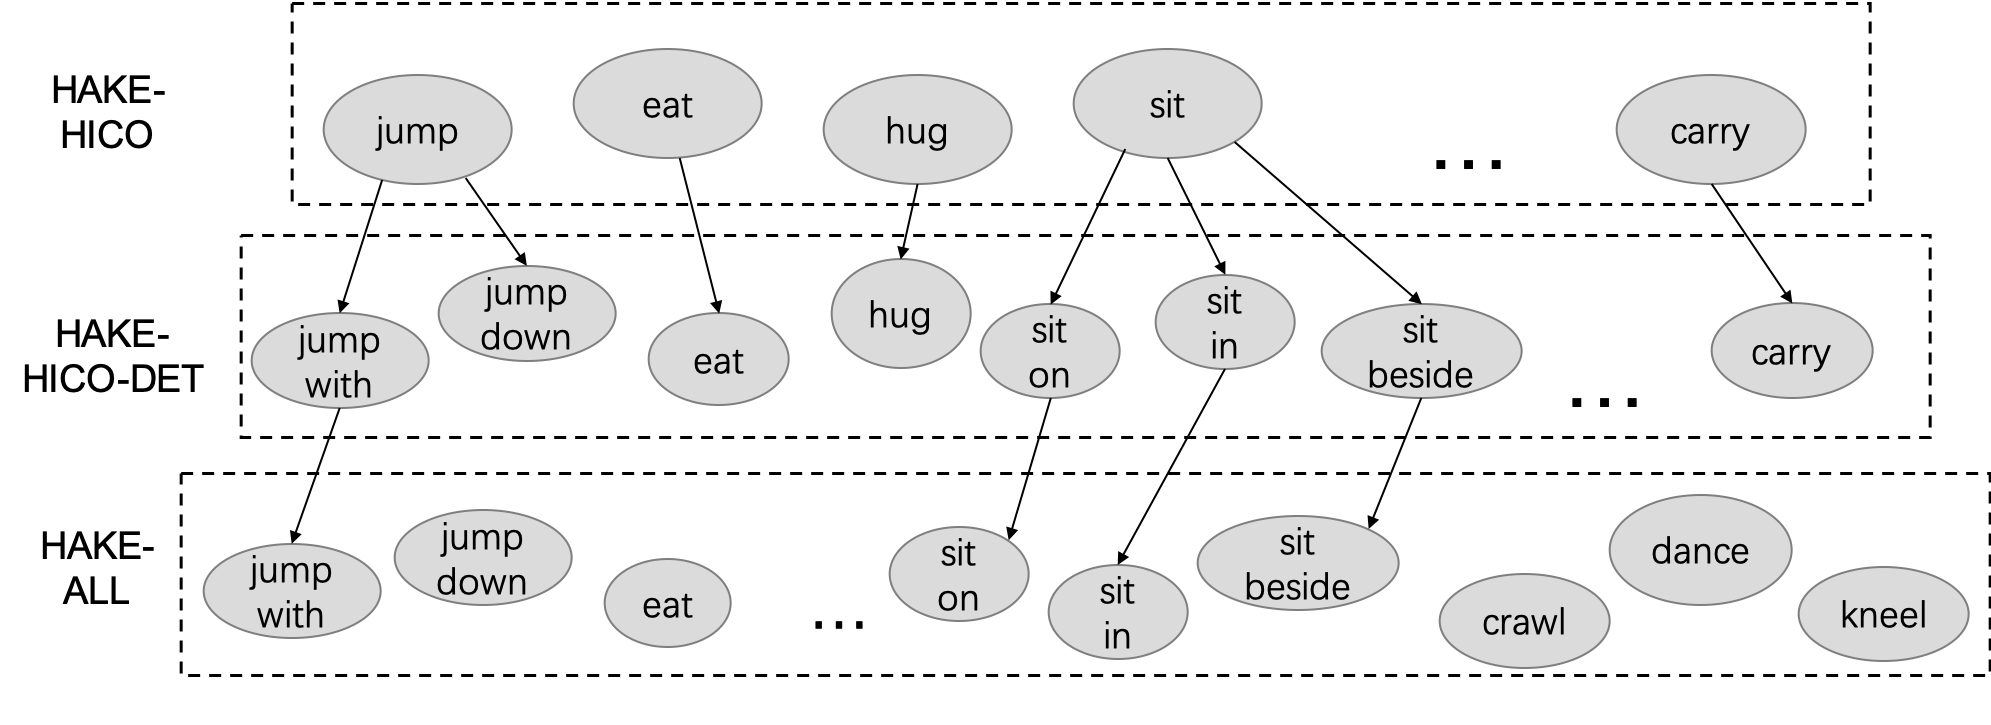 HAKE-
HICO
jump
eat
hug
sit
...
carry
HAKE-
HICO-DET
jump
with
jump
down
eat
hug
sit
on
sit
in
sit
beside
...
carry
HAKE-
ALL
jump
with
jump
down
eat
...
sit
on
sit
in
sit
beside
crawl
dance
kneel